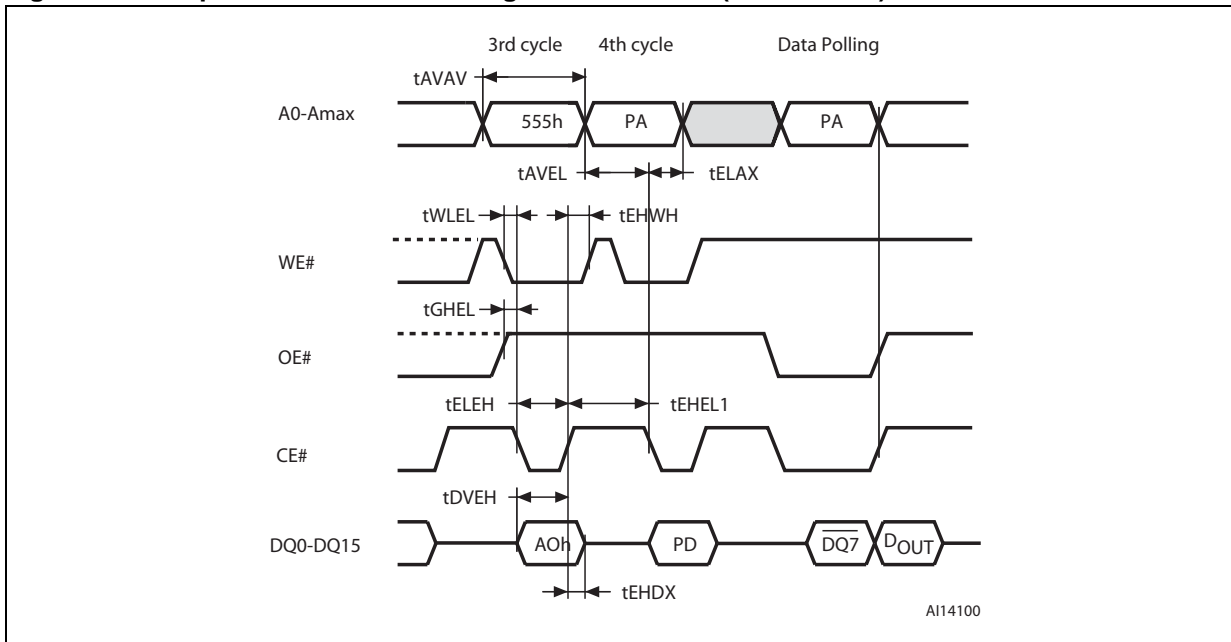 3rd cycle 4th cycle Data Polling
tAVAV
A0-Amax 555h PA PA
tAVEL tELAX
tWLEL tEHWH
WE#
tGHEL
OE#
tELEH tEHEL1
CE#
tDVEH
DQ0-DQ15 AOh PD DQ7 DOUT
tEHDX
AI14100